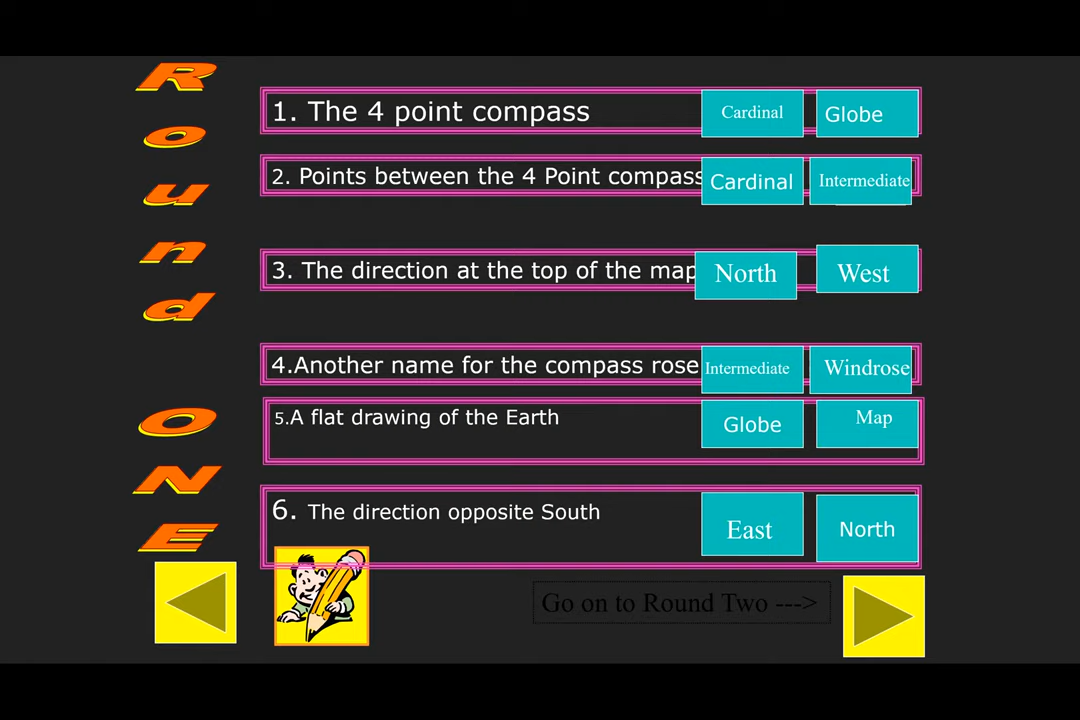 Round ONE
1. The 4 point compass Cardinal Globe
2. Points between the 4 Point compass Cardinal Intermediate
3. The direction at the top of the map North West
4.Another name for the compass rose Intermediate Windrose
5.A flat drawing of the Earth Globe Map
6. The direction opposite South East North
Go on to Round Two --->